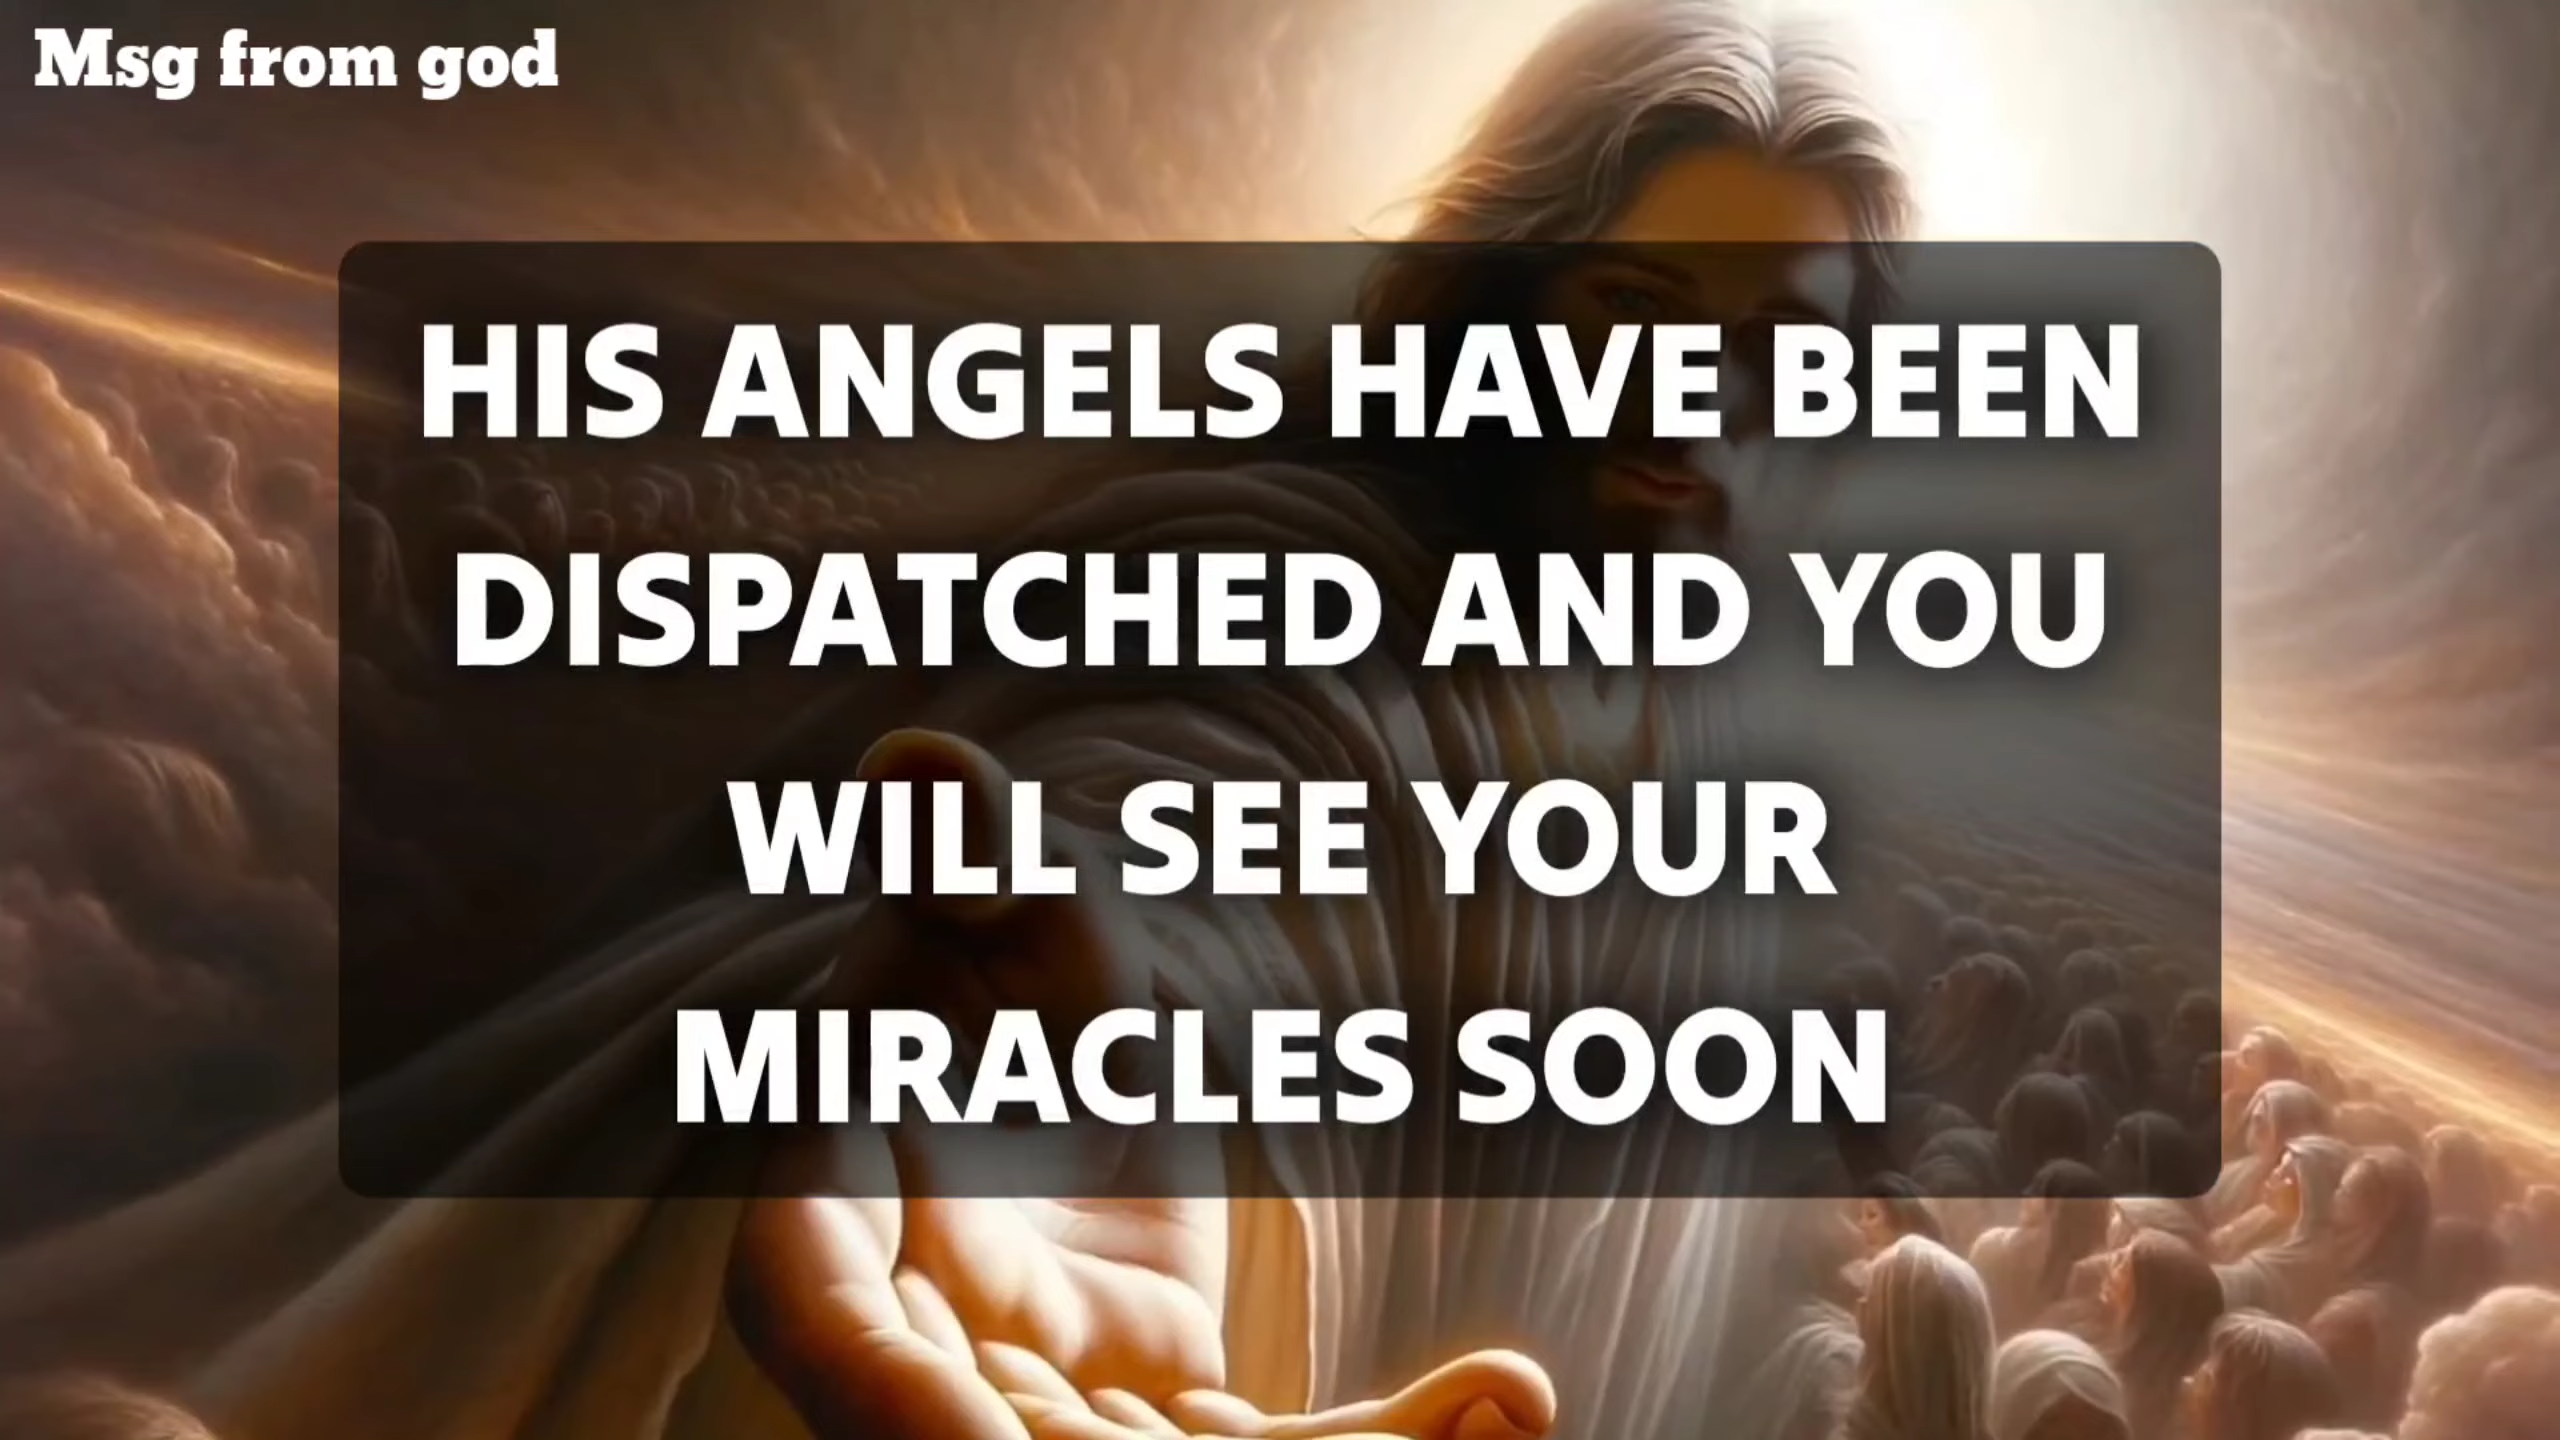 Msg from god
HIS ANGELS HAVE BEEN
DISPATCHED AND YOU
WILL SEE YOUR
MIRACLES SOON